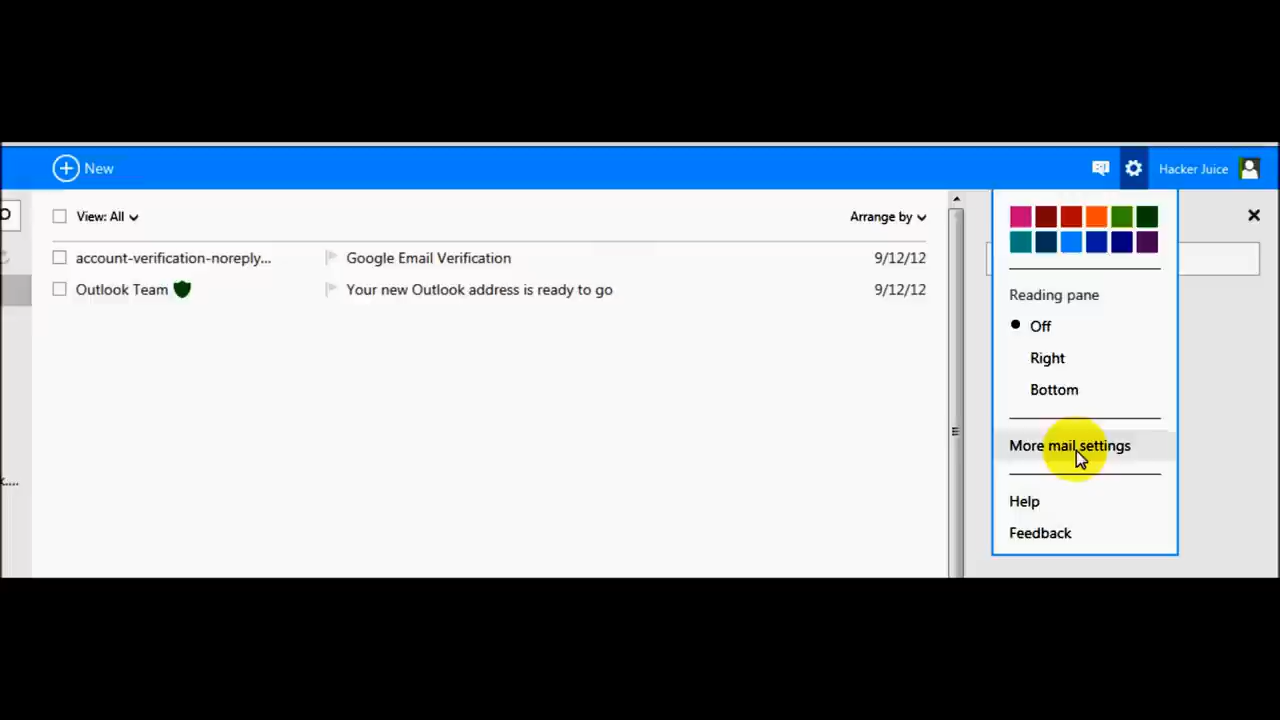 New
Hacker Juice
View: All
Arrange by
account-verification-noreply... Google Email Verification 9/12/12
Outlook Team Your new Outlook address is ready to go 9/12/12
Reading pane
Off
Right
Bottom
More mail settings
Help
Feedback